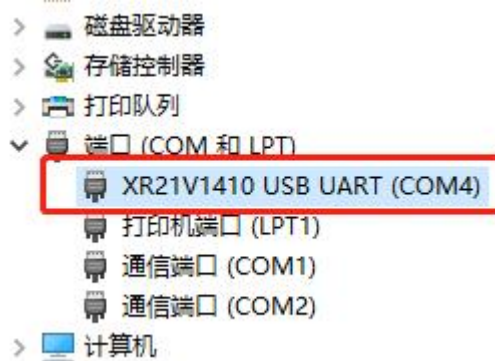 磁盘驱动器
存储控制器
打印队列
端口 (COM 和 LPT)
XR21V1410 USB UART (COM4)
打印机端口 (LPT1)
通信端口 (COM1)
通信端口 (COM2)
计算机